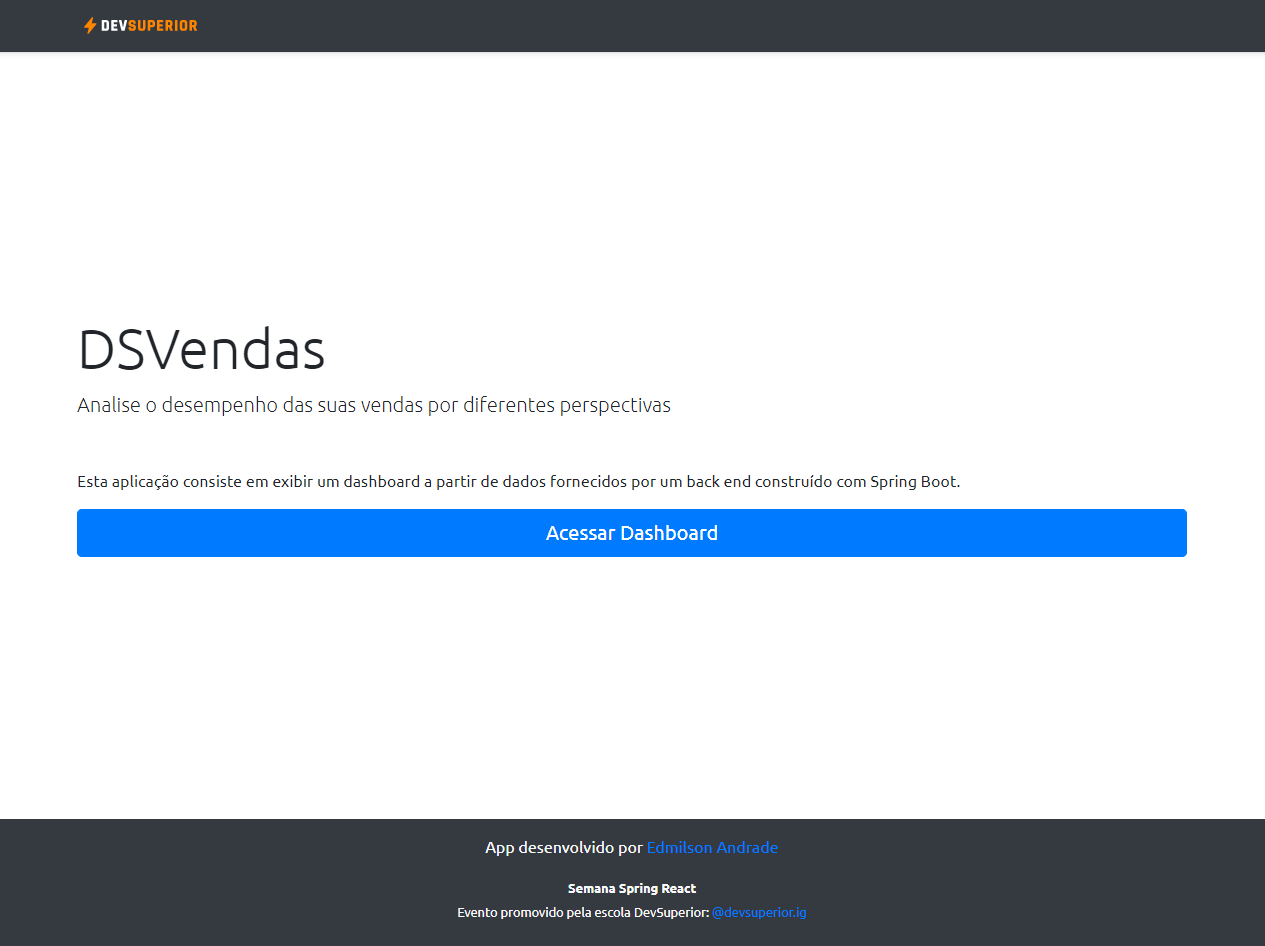 DEVSUPERIOR
DSVendas
Analise o desempenho das suas vendas por diferentes perspectivas
Esta aplicação consiste em exibir um dashboard a partir de dados fornecidos por um back end construído com Spring Boot.
Acessar Dashboard
App desenvolvido por Edmilson Andrade
Semana Spring React
Evento promovido pela escola DevSuperior: @devsuperior.ig